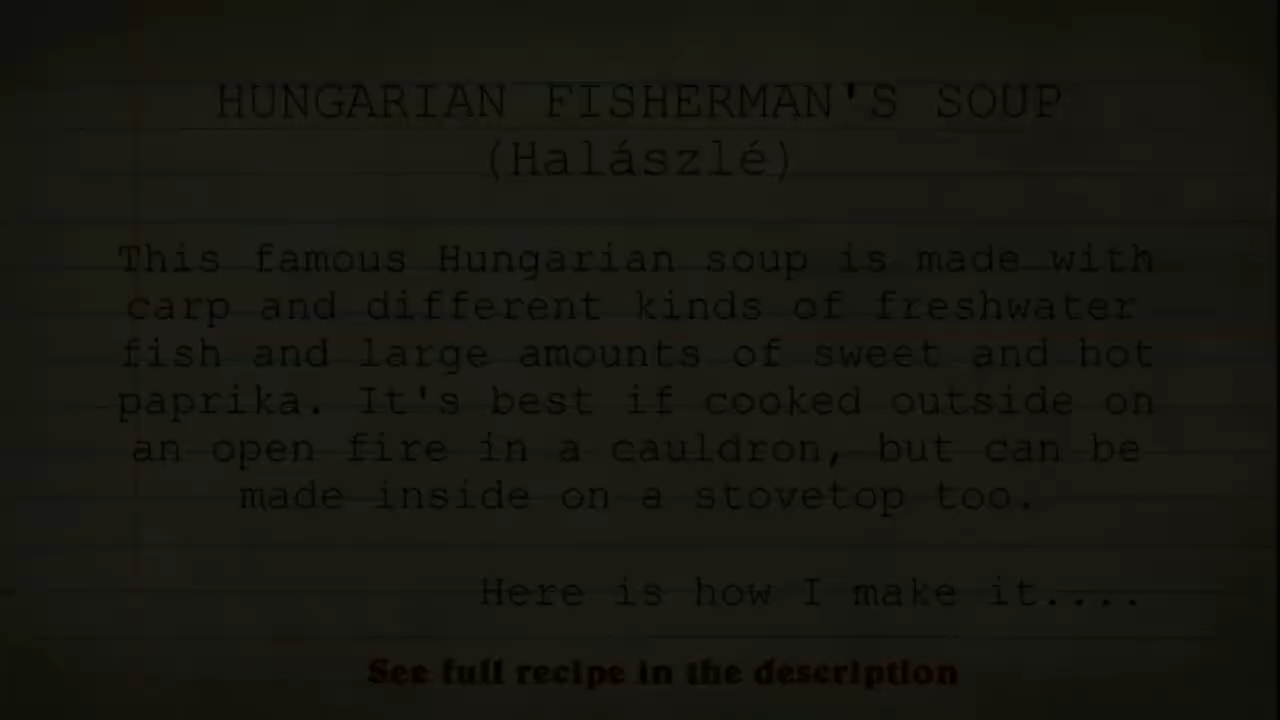 HUNGARIAN FISHERMAN'S SOUP
(Halászlé)
This famous Hungarian soup is made with
carp and different kinds of freshwater
fish and large amounts of sweet and hot
paprika. It's best if cooked outside on
an open fire in a cauldron, but can be
made inside on a stovetop too.
Here is how I make it....
See full recipe in the description